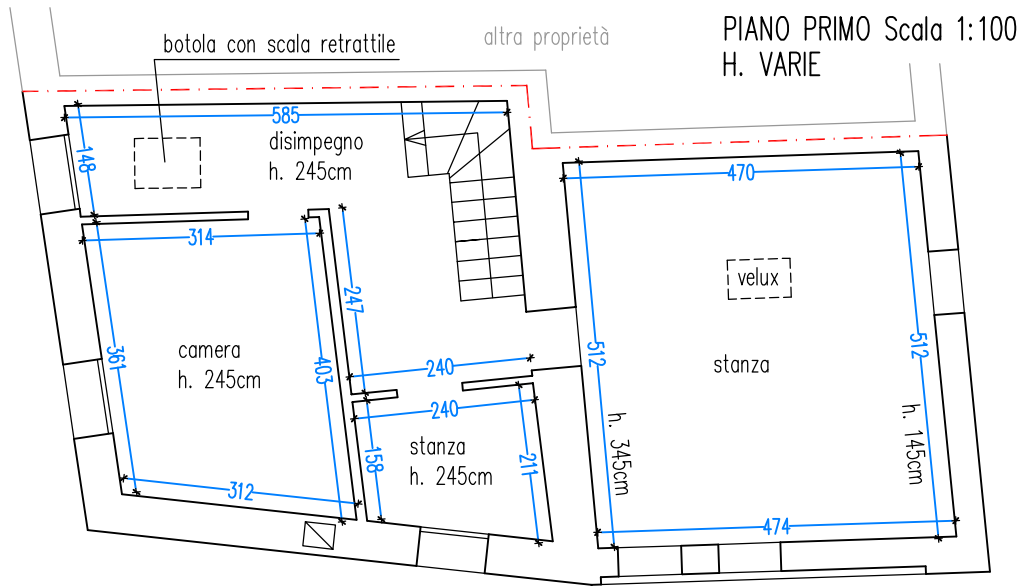 PIANO PRIMO Scala 1:100
H. VARIE
altra proprietà
botola con scala retrattile
585
disimpegno
h. 245cm
148
470
314
velux
247
camera
h. 245cm
361
403
240
512
stanza
512
240
stanza
h. 245cm
158
211
h. 345cm
h. 145cm
312
474